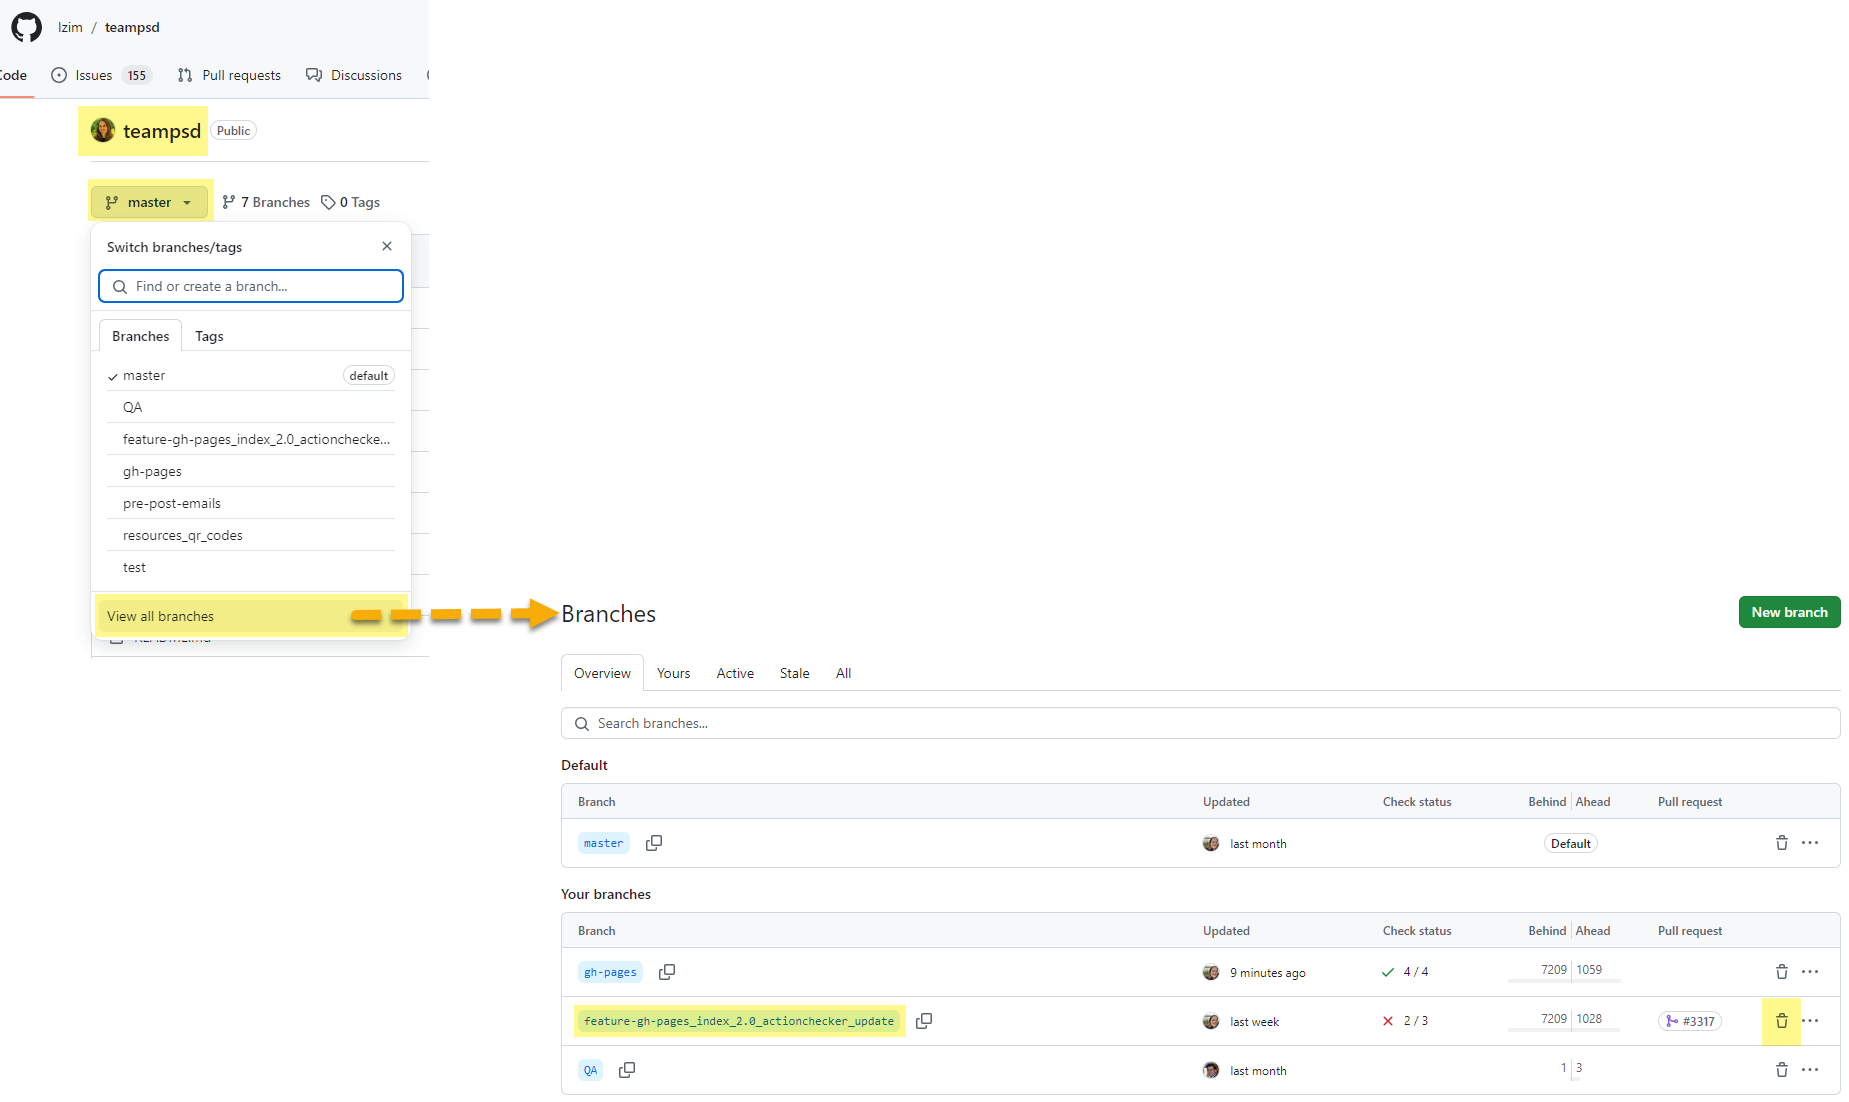 lzim / teampsd
Code Issues 155 Pull requests Discussions
teampsd Public
master 7 Branches 0 Tags
Switch branches/tags
Find or create a branch...
Branches Tags
master default
QA
feature-gh-pages_index_2.0_actionchecke...
gh-pages
pre-post-emails
resources_qr_codes
test
View all branches
README.md
Branches New branch
Overview Yours Active Stale All
Search branches...
Default
Branch Updated Check status Behind Ahead Pull request
master last month Default
Your branches
Branch Updated Check status Behind Ahead Pull request
gh-pages 9 minutes ago 4 / 4 7209 1059
feature-gh-pages_index_2.0_actionchecker_update last week 2 / 3 7209 1028 #3317
QA last month 1 3